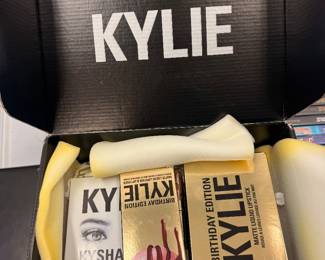 KYLIE
KY
KYSHA
BIRTHDAY EDITION
KYLIE
BIRTHDAY EDITION
KYLIE
MATTE LIQUID LIPSTICK